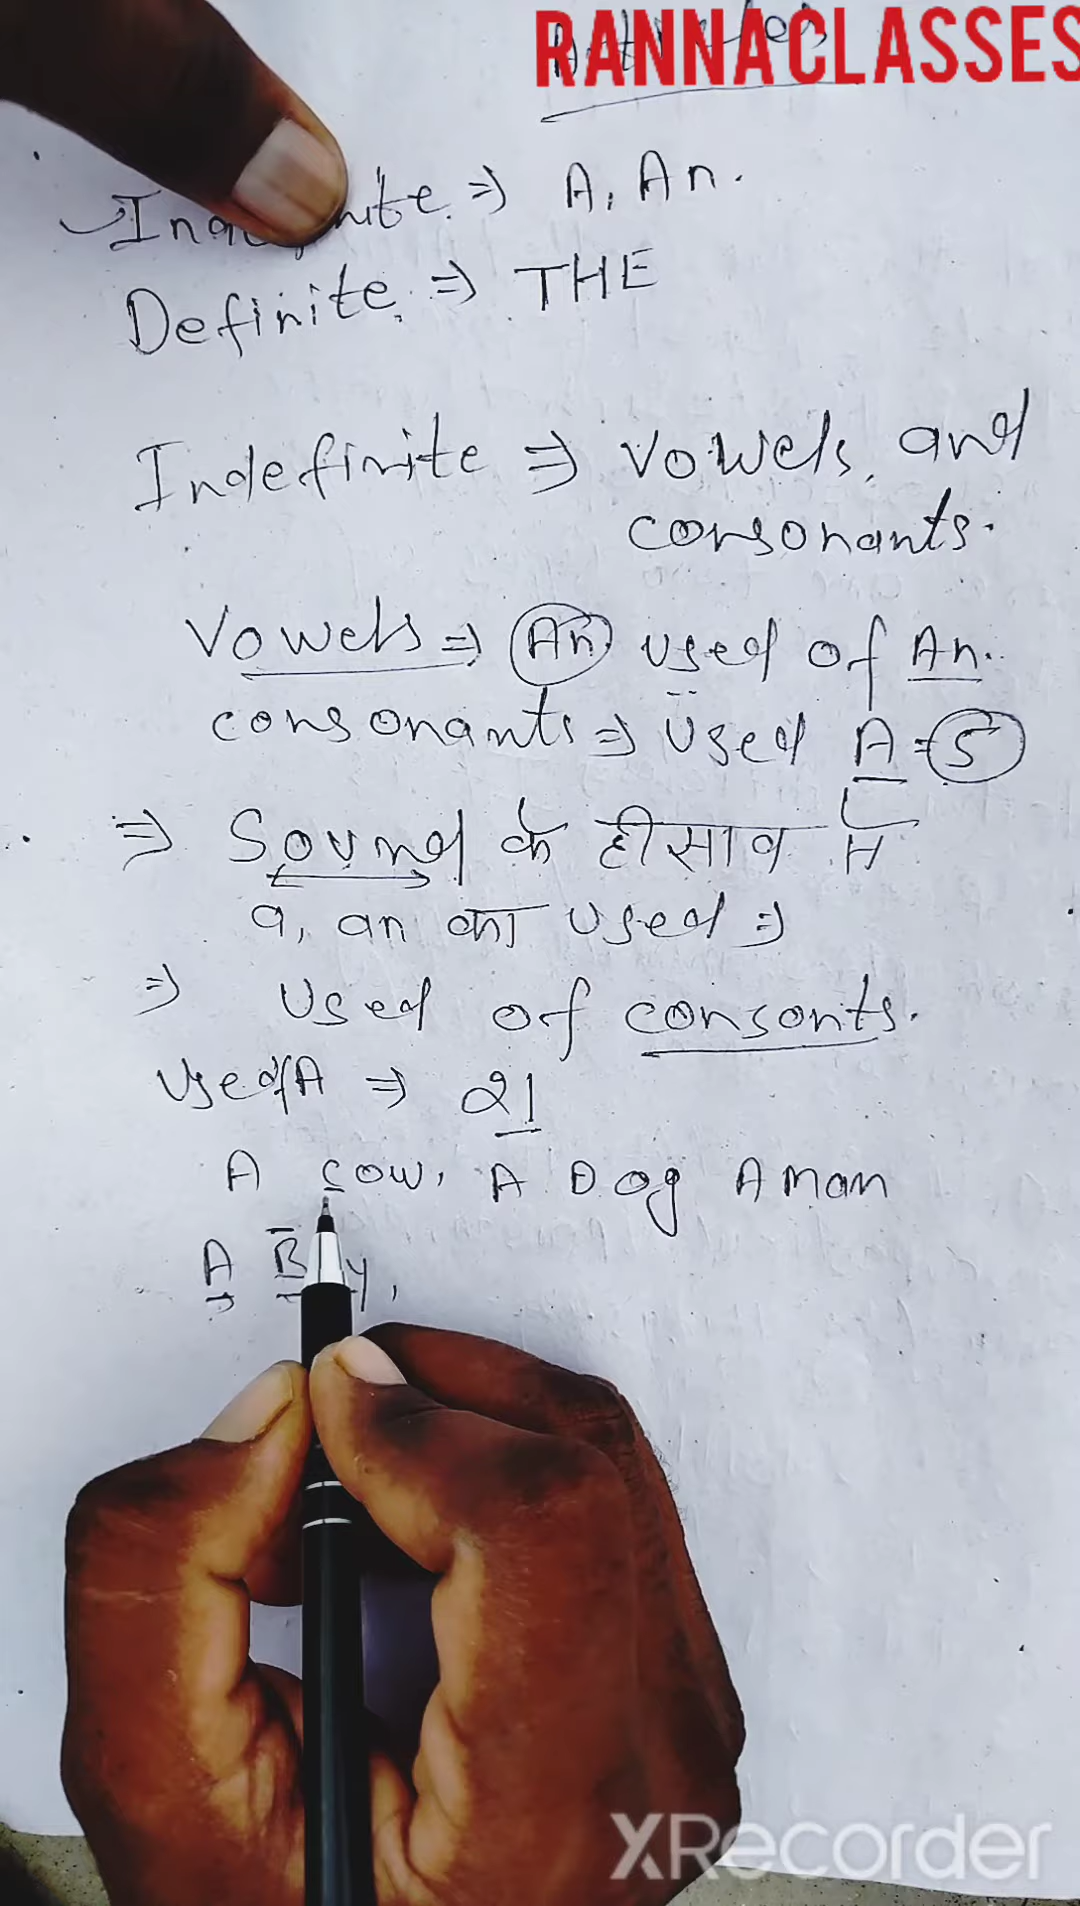 RANNACLASSES
Indefinite ⇒ A, An.
Definite ⇒ THE
Indefinite ⇒ Vowels, and
consonants.
Vowels ⇒ An used of An.
consonants ⇒ Used A = 5
⇒ Sound के हीसाव से
a, an का used ⇒
⇒ Used of consonts.
Used A ⇒ 21
A cow, A Dog A man
A
XRecorder